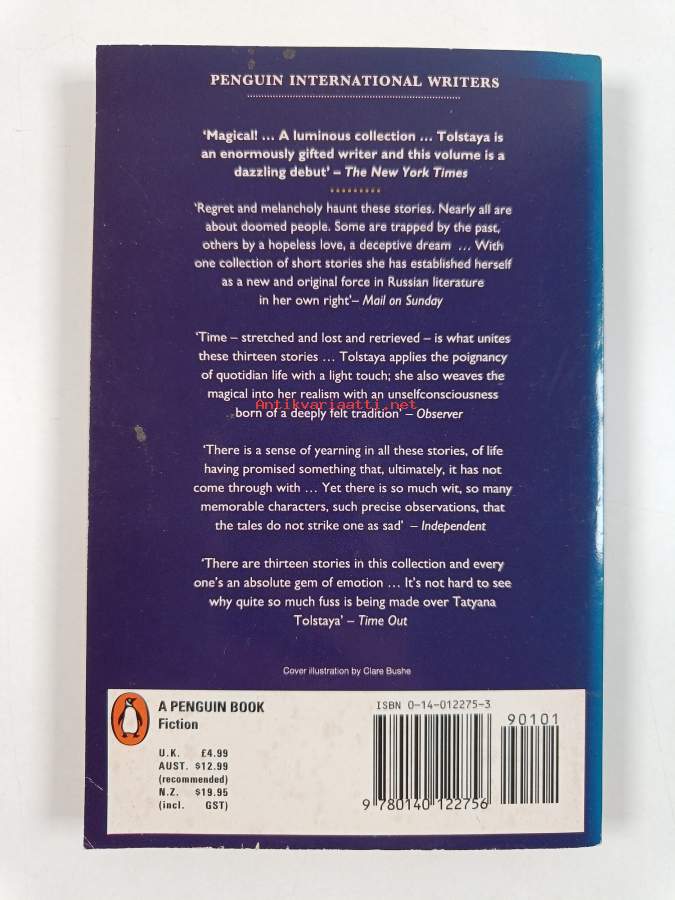 PENGUIN INTERNATIONAL WRITERS
‘Magical! … A luminous collection … Tolstaya is
an enormously gifted writer and this volume is a
dazzling debut’ – The New York Times
‘Regret and melancholy haunt these stories. Nearly all are
about doomed people. Some are trapped by the past,
others by a hopeless love, a deceptive dream … With
one collection of short stories she has established herself
as a new and original force in Russian literature
in her own right’– Mail on Sunday
‘Time – stretched and lost and retrieved – is what unites
these thirteen stories … Tolstaya applies the poignancy
of quotidian life with a light touch; she also weaves the
magical into her realism with an unselfconsciousness
Antikvariaatti.net
born of a deeply felt tradition’ – Observer
‘There is a sense of yearning in all these stories, of life
having promised something that, ultimately, it has not
come through with … Yet there is so much wit, so many
memorable characters, such precise observations, that
the tales do not strike one as sad’ – Independent
‘There are thirteen stories in this collection and every
one’s an absolute gem of emotion … It’s not hard to see
why quite so much fuss is being made over Tatyana
Tolstaya’ – Time Out
Cover illustration by Clare Bushe
A PENGUIN BOOK
Fiction
U.K. £4.99
AUST. $12.99
(recommended)
N.Z. $19.95
(incl. GST)
ISBN 0-14-012275-3
90101
9 780140 122756